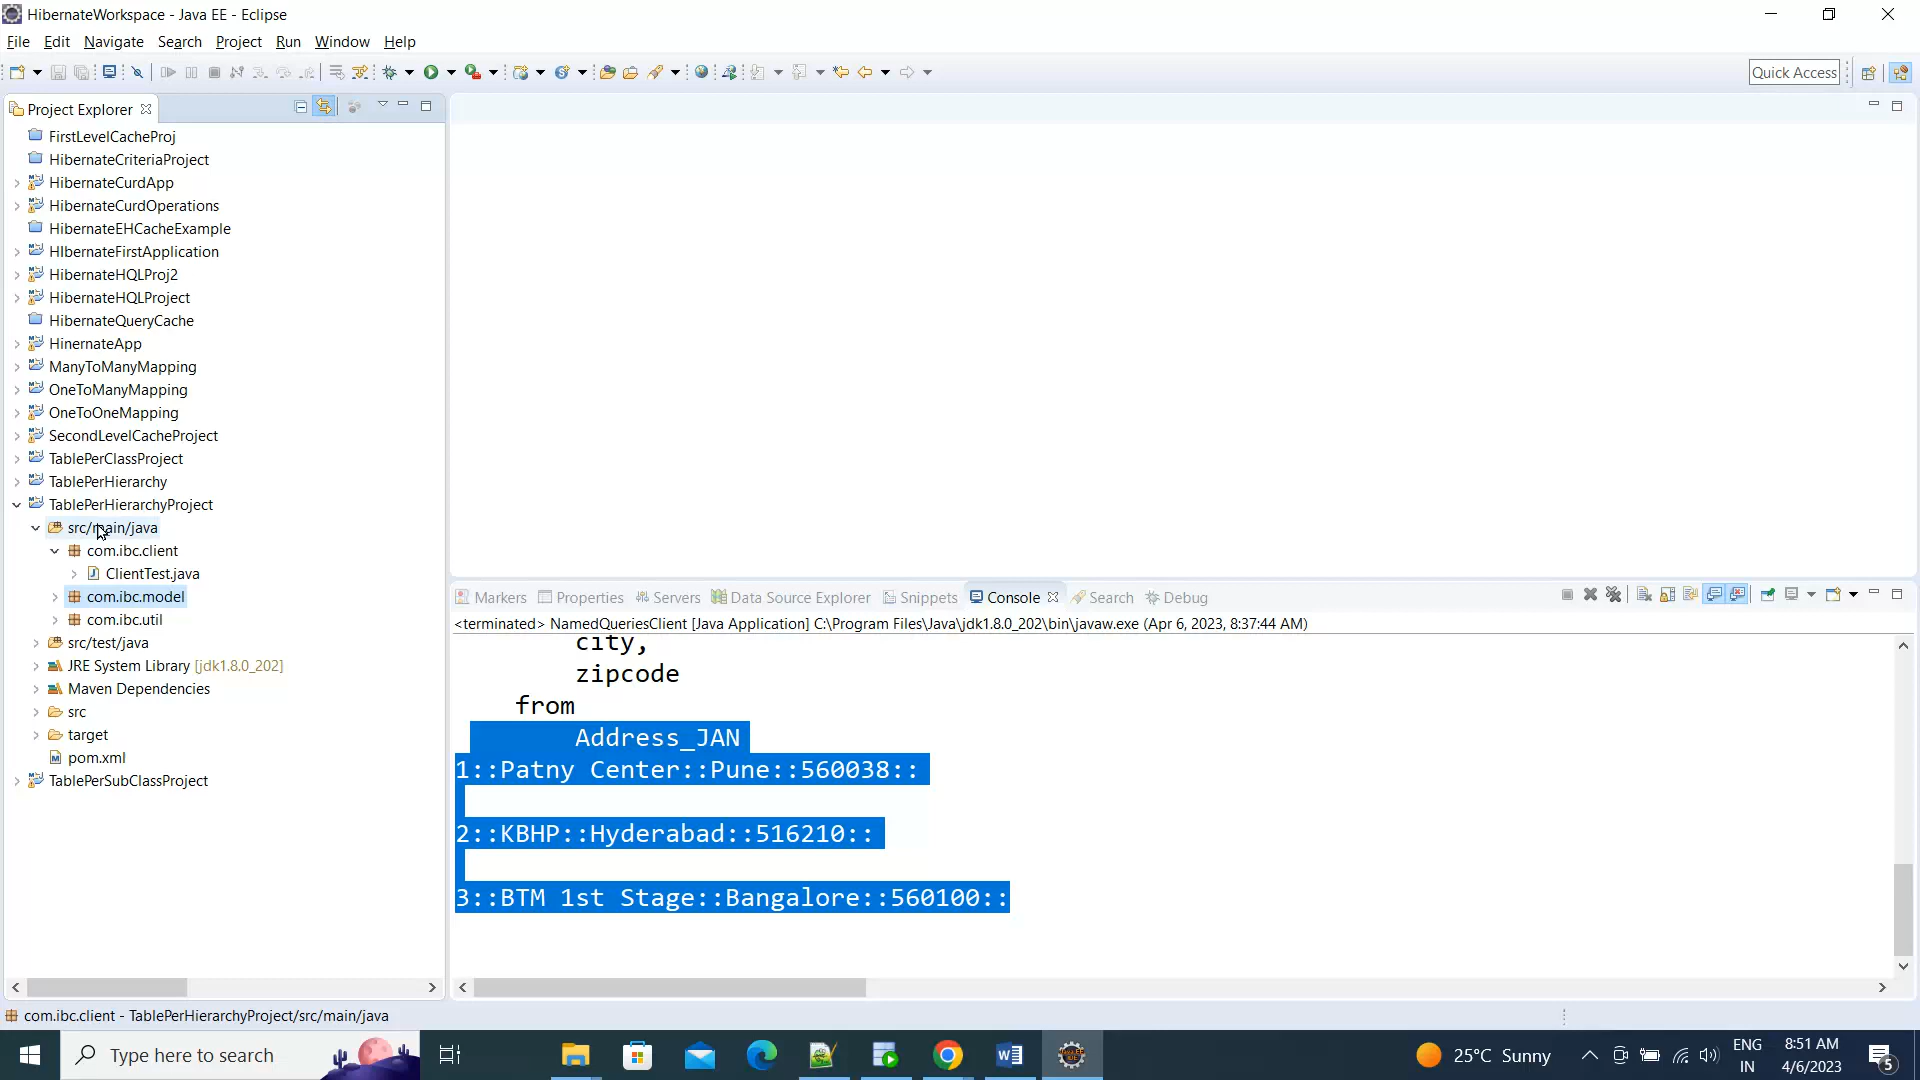 HibernateWorkspace - Java EE - Eclipse
File Edit Navigate Search Project Run Window Help
Quick Access
Project Explorer
FirstLevelCacheProj
HibernateCriteriaProject
HibernateCurdApp
HibernateCurdOperations
HibernateEHCacheExample
HIbernateFirstApplication
HibernateHQLProj2
HibernateHQLProject
HibernateQueryCache
HinernateApp
ManyToManyMapping
OneToManyMapping
OneToOneMapping
SecondLevelCacheProject
TablePerClassProject
TablePerHierarchy
TablePerHierarchyProject
src/main/java
com.ibc.client
ClientTest.java
com.ibc.model
com.ibc.util
src/test/java
JRE System Library [jdk1.8.0_202]
Maven Dependencies
src
target
pom.xml
TablePerSubClassProject
Markers Properties Servers Data Source Explorer Snippets Console Search Debug
<terminated> NamedQueriesClient [Java Application] C:\Program Files\Java\jdk1.8.0_202\bin\javaw.exe (Apr 6, 2023, 8:37:44 AM)
city,
zipcode
from
Address_JAN
1::Patny Center::Pune::560038::
2::KBHP::Hyderabad::516210::
3::BTM 1st Stage::Bangalore::560100::
com.ibc.client - TablePerHierarchyProject/src/main/java
Type here to search
25°C Sunny
ENG
IN
8:51 AM
4/6/2023
5